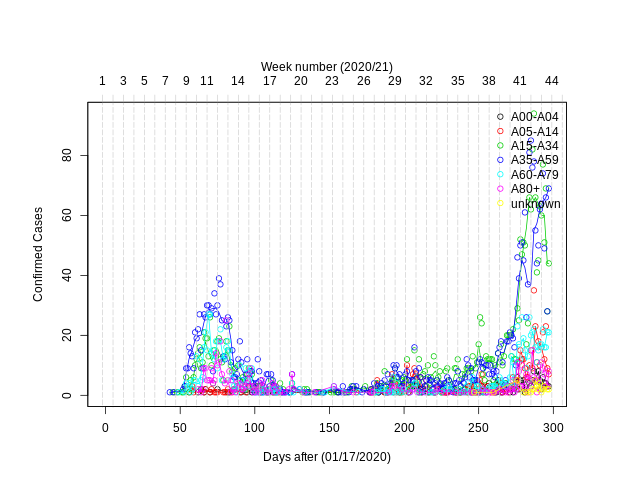 Week number (2020/21)
1 3 5 7 9 11 14 17 20 23 26 29 32 35 38 41 44
A00-A04
A05-A14
A15-A34
A35-A59
A60-A79
A80+
unknown
80
60
40
20
0
Confirmed Cases
0 50 100 150 200 250 300
Days after (01/17/2020)